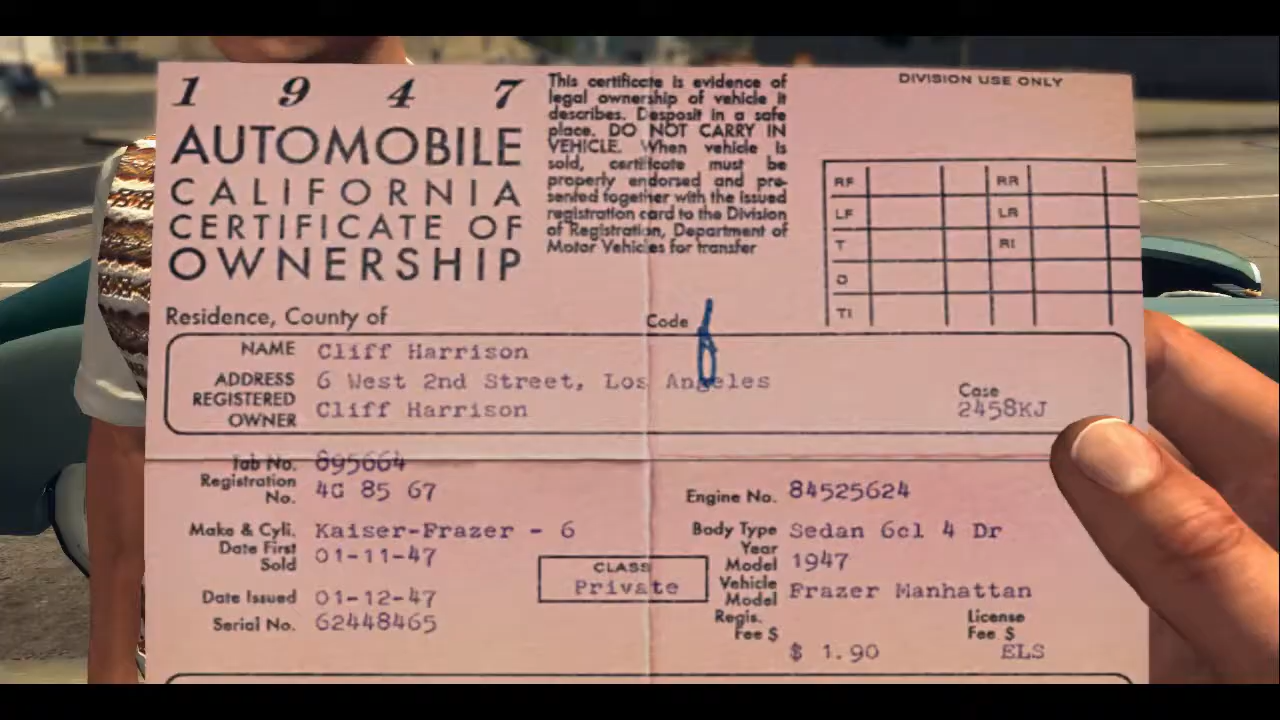 1 9 4 7
AUTOMOBILE
CALIFORNIA
CERTIFICATE OF
OWNERSHIP
This certificate is evidence of
legal ownership of vehicle it
describes. Desposit in a safe
place. DO NOT CARRY IN
VEHICLE. When vehicle is
sold, certificate must be
properly endorsed and pre-
sented together with the issued
registration card to the Division
of Registration, Department of
Motor Vehicles for transfer
DIVISION USE ONLY
RF RR
LF LR
T RI
O
TI
Residence, County of
Code
NAME Cliff Harrison
ADDRESS 6 West 2nd Street, Los Angeles
REGISTERED
OWNER Cliff Harrison
Case
2458KJ
Tab No. 895664
Registration
No. 4G 85 67
Engine No. 84525624
Make & Cyli. Kaiser-Frazer - 6
Date First
Sold 01-11-47
Date Issued 01-12-47
Serial No. 62448465
CLASS
Private
Body Type Sedan 6cl 4 Dr
Year
Model 1947
Vehicle
Model Frazer Manhattan
Regis.
Fee $
$ 1.90
License
Fee $
ELS